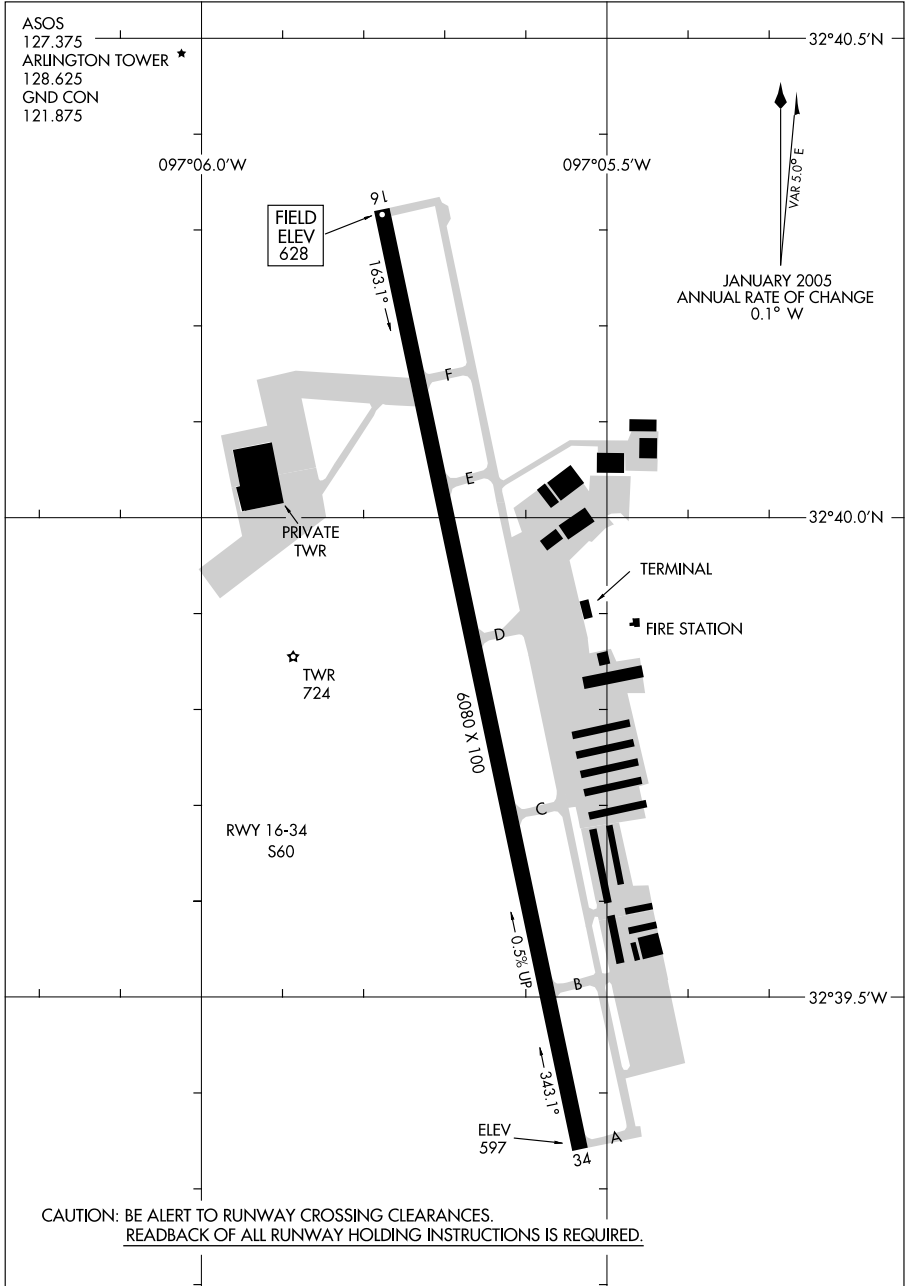 ASOS
127.375
ARLINGTON TOWER
128.625
GND CON
121.875
32°40.5'N
097°06.0'W
097°05.5'W
VAR 5.0° E
JANUARY 2005
ANNUAL RATE OF CHANGE
0.1° W
16
FIELD
ELEV
628
163.1°
F
E
PRIVATE
TWR
32°40.0'N
TERMINAL
FIRE STATION
D
TWR
724
6080 X 100
C
RWY 16-34
S60
0.5% UP
B
32°39.5'W
343.1°
ELEV
597
A
34
CAUTION: BE ALERT TO RUNWAY CROSSING CLEARANCES.
READBACK OF ALL RUNWAY HOLDING INSTRUCTIONS IS REQUIRED.